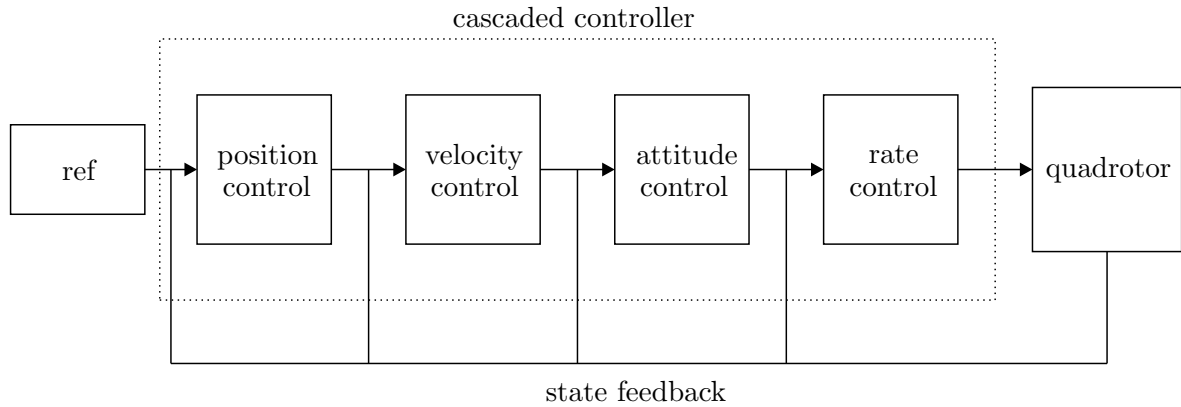 cascaded controller
ref
position
control
velocity
control
attitude
control
rate
control
quadrotor
state feedback